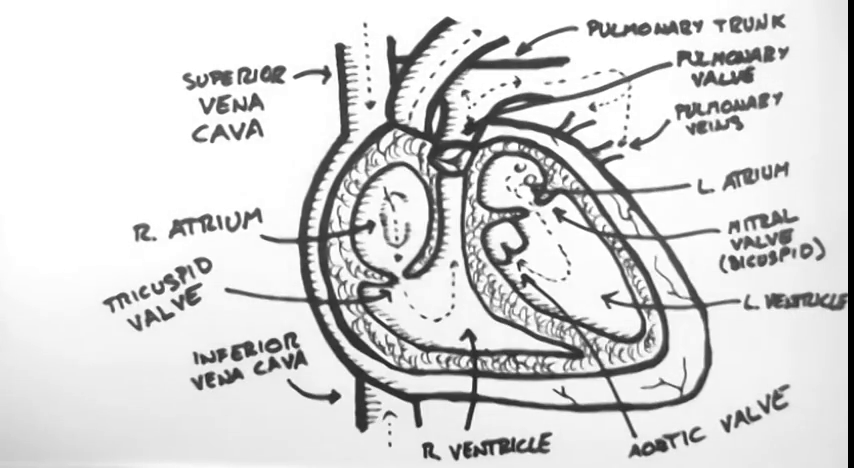 PULMONARY TRUNK
PULMONARY
VALVE
SUPERIOR
VENA
CAVA
PULMONARY
VEINS
L. ATRIUM
R. ATRIUM
MITRAL
VALVE
(BICUSPID)
TRICUSPID
VALVE
L. VENTRICLE
INFERIOR
VENA CAVA
R. VENTRICLE
AORTIC VALVE